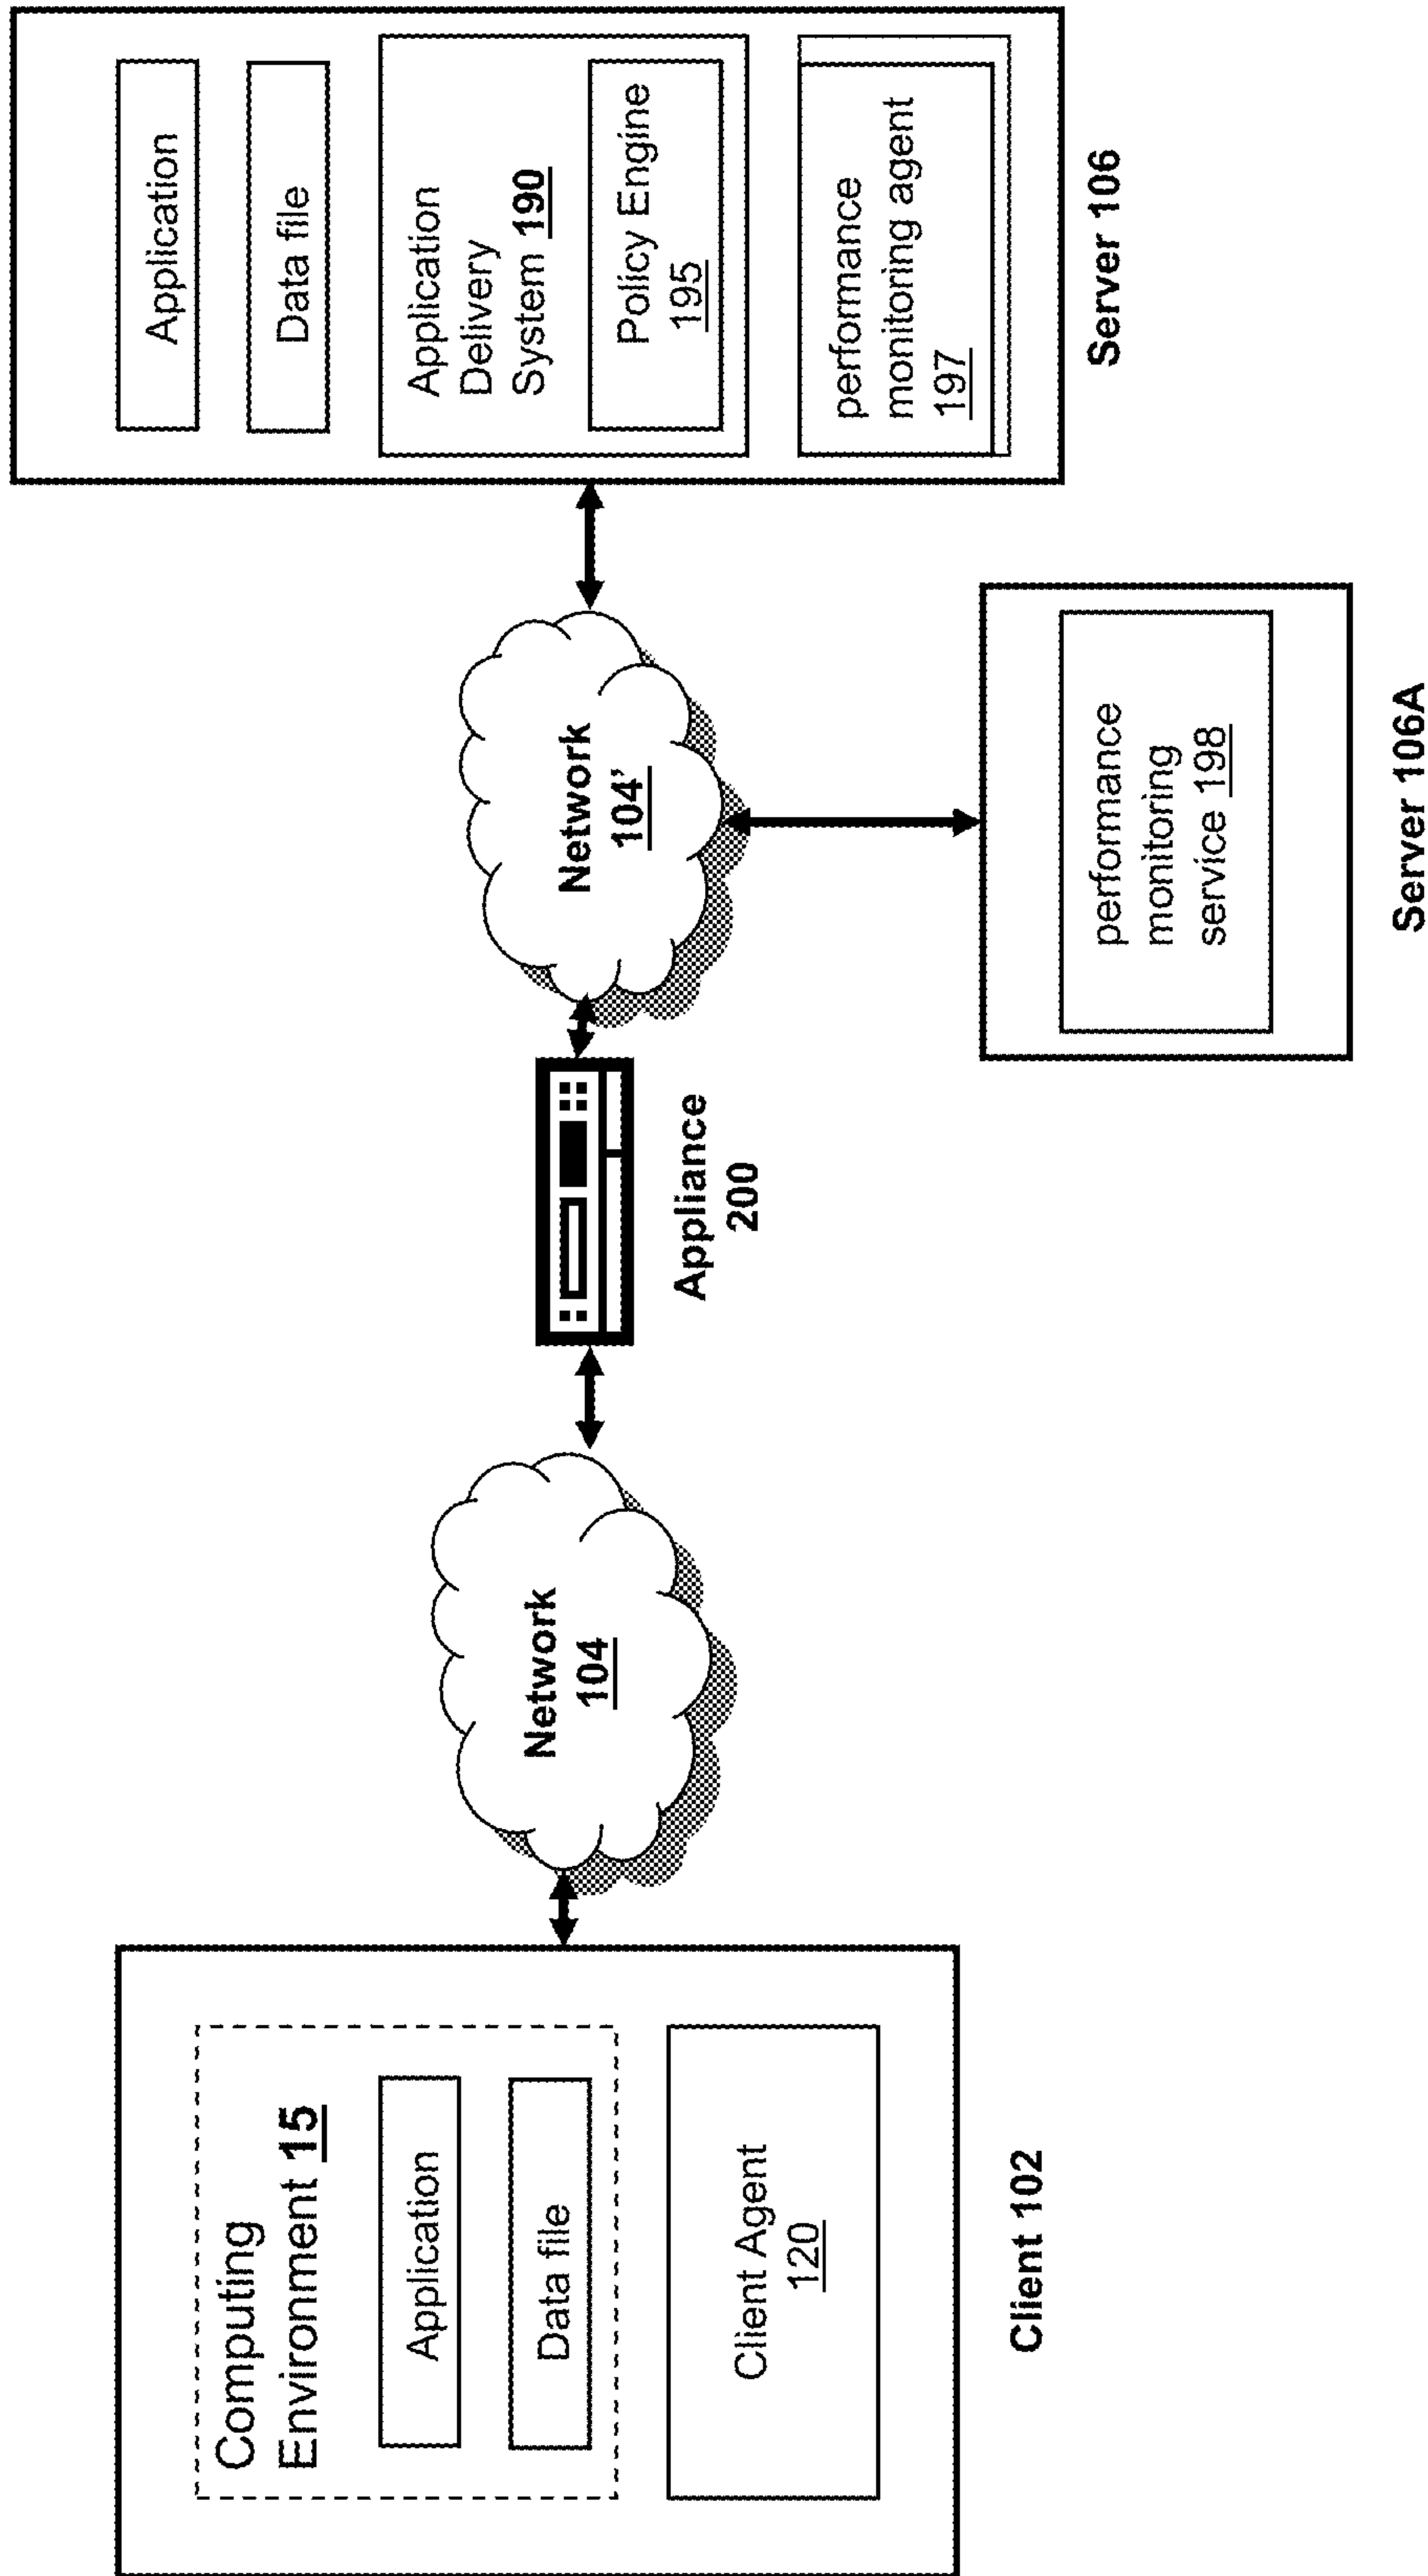 Computing
Environment 15
Application
Data file
Client Agent
120
Client 102
Network
104
Appliance
200
Network
104'
performance
monitoring
service 198
Server 106A
Application
Data file
Application
Delivery
System 190
Policy Engine
195
performance
monitoring agent
197
Server 106